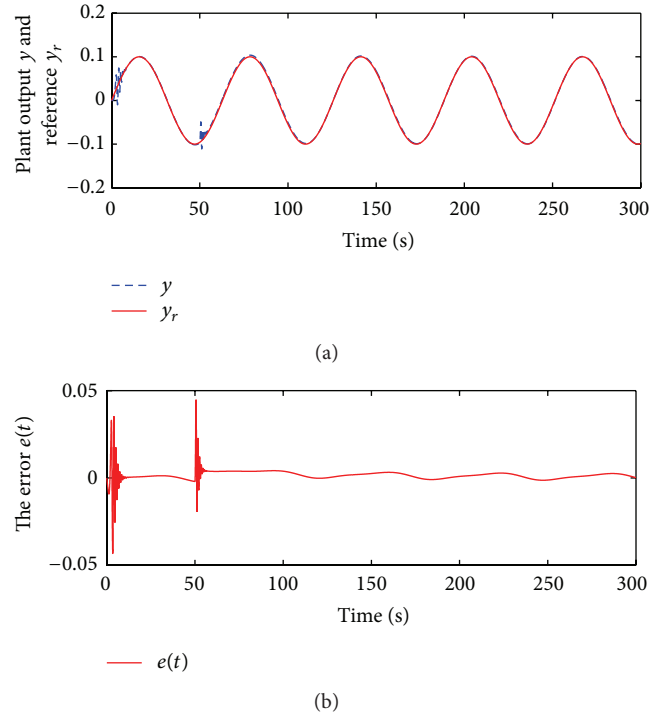 Plant output y and
reference y_r
0.2
0.1
0
−0.1
−0.2
0
50
100
150
200
250
300
Time (s)
y
y_r
(a)
The error e(t)
0.05
0
−0.05
0
50
100
150
200
250
300
Time (s)
e(t)
(b)